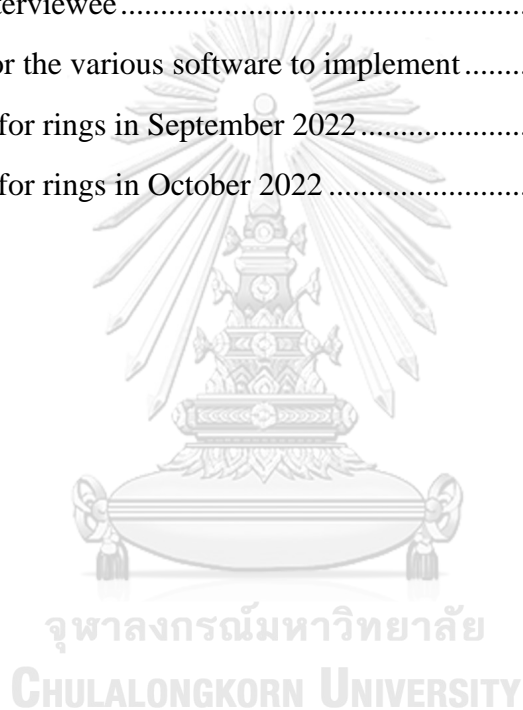 terviewee..............................................
or the various software to implement.......
for rings in September 2022......................
for rings in October 2022..........................
จุฬาลงกรณ์มหาวิทยาลัย
CHULALONGKORN UNIVERSITY